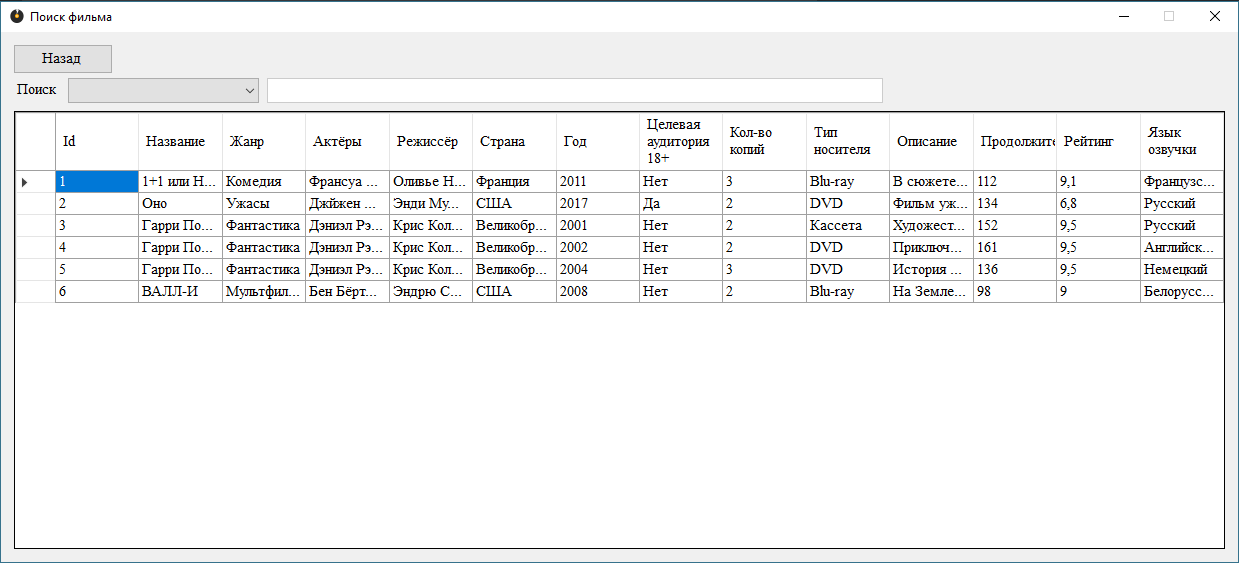 Поиск фильма
Назад
Поиск
Id Название Жанр Актёры Режиссёр Страна Год Целевая аудитория 18+ Кол-во копий Тип носителя Описание Продолжите Рейтинг Язык озвучки
1 1+1 или Н... Комедия Франсуа ... Оливье Н... Франция 2011 Нет 3 Blu-ray В сюжете... 112 9,1 Французс...
2 Оно Ужасы Джйжен ... Энди Му... США 2017 Да 2 DVD Фильм уж... 134 6,8 Русский
3 Гарри По... Фантастика Дэниэл Рэ... Крис Кол... Великобр... 2001 Нет 2 Кассета Художест... 152 9,5 Русский
4 Гарри По... Фантастика Дэниэл Рэ... Крис Кол... Великобр... 2002 Нет 2 DVD Приключ... 161 9,5 Английск...
5 Гарри По... Фантастика Дэниэл Рэ... Крис Кол... Великобр... 2004 Нет 3 DVD История ... 136 9,5 Немецкий
6 ВАЛЛ-И Мультфил... Бен Бёрт... Эндрю С... США 2008 Нет 2 Blu-ray На Земле... 98 9 Белорусс...